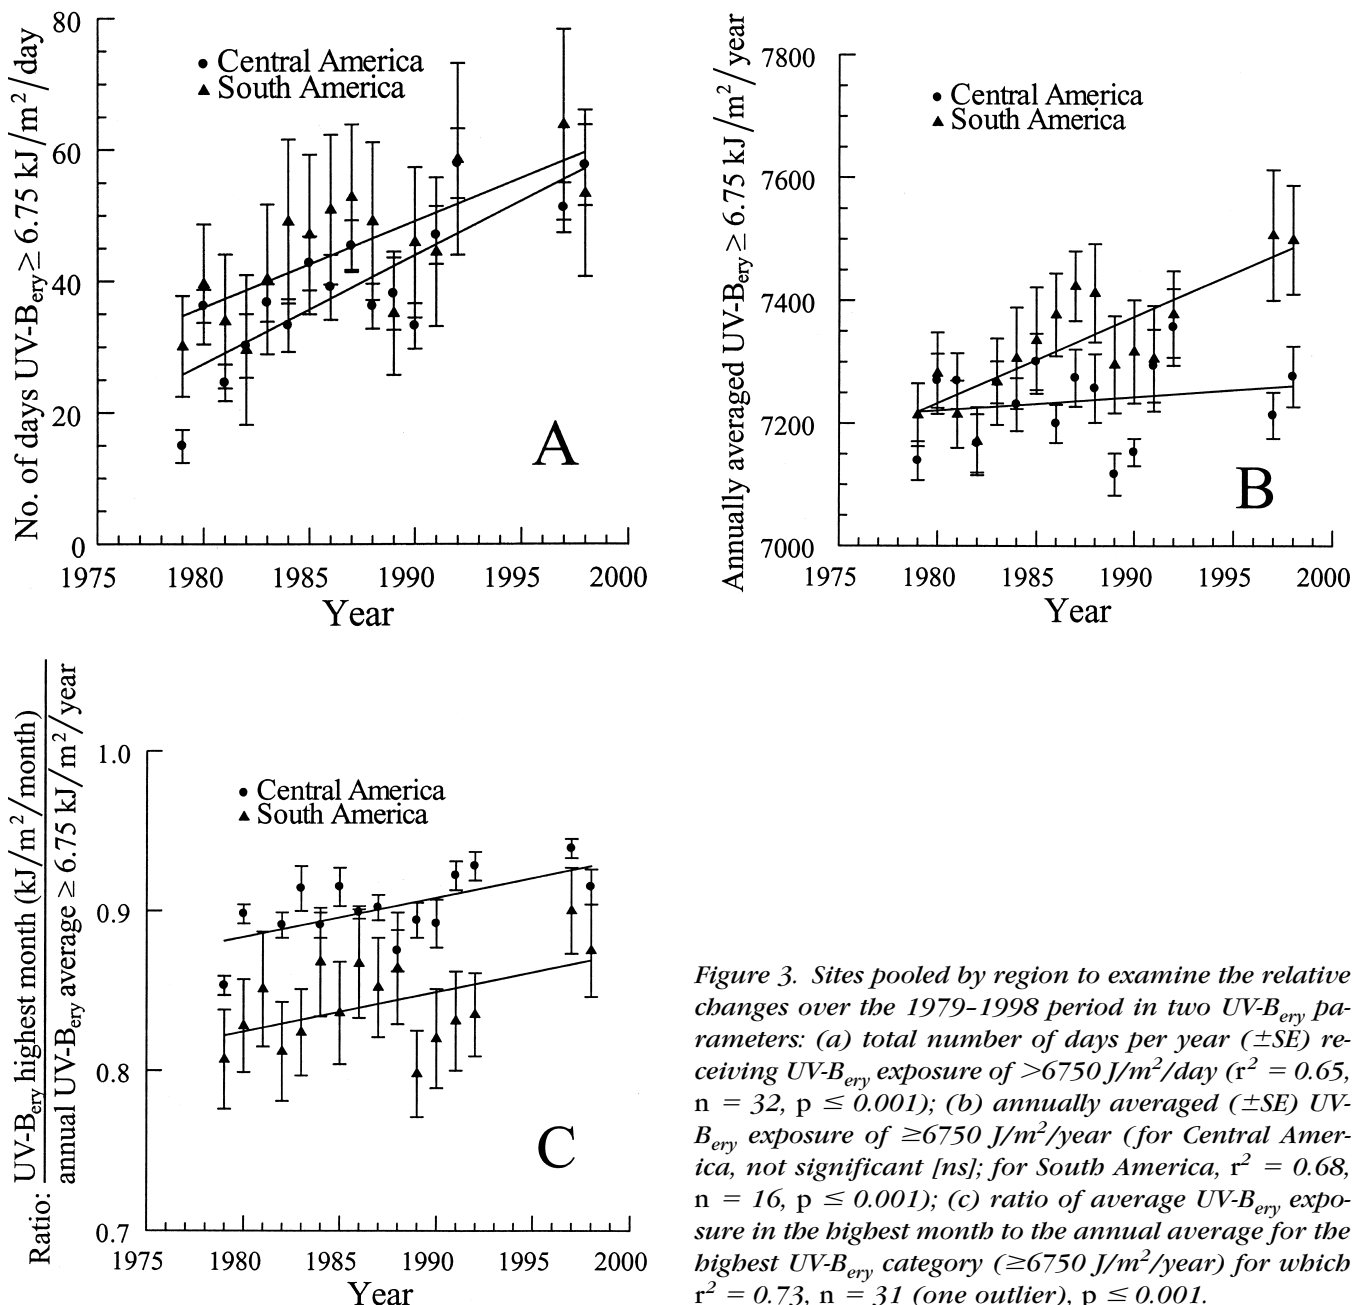 No. of days UV-Bery ≥ 6.75 kJ/m²/day
80
60
40
20
0
Central America
South America
A
1975 1980 1985 1990 1995 2000
Year
Annually averaged UV-Bery ≥ 6.75 kJ/m²/year
7800
7600
7400
7200
7000
Central America
South America
B
1975 1980 1985 1990 1995 2000
Year
Ratio: UV-Bery highest month (kJ/m²/month)
annual UV-Bery average ≥ 6.75 kJ/m²/year
1.0
0.9
0.8
0.7
Central America
South America
C
1975 1980 1985 1990 1995 2000
Year
Figure 3. Sites pooled by region to examine the relative
changes over the 1979–1998 period in two UV-Bery pa-
rameters: (a) total number of days per year (±SE) re-
ceiving UV-Bery exposure of >6750 J/m²/day (r² = 0.65,
n = 32, p ≤ 0.001); (b) annually averaged (±SE) UV-
Bery exposure of ≥6750 J/m²/year (for Central Amer-
ica, not significant [ns]; for South America, r² = 0.68,
n = 16, p ≤ 0.001); (c) ratio of average UV-Bery expo-
sure in the highest month to the annual average for the
highest UV-Bery category (≥6750 J/m²/year) for which
r² = 0.73, n = 31 (one outlier), p ≤ 0.001.